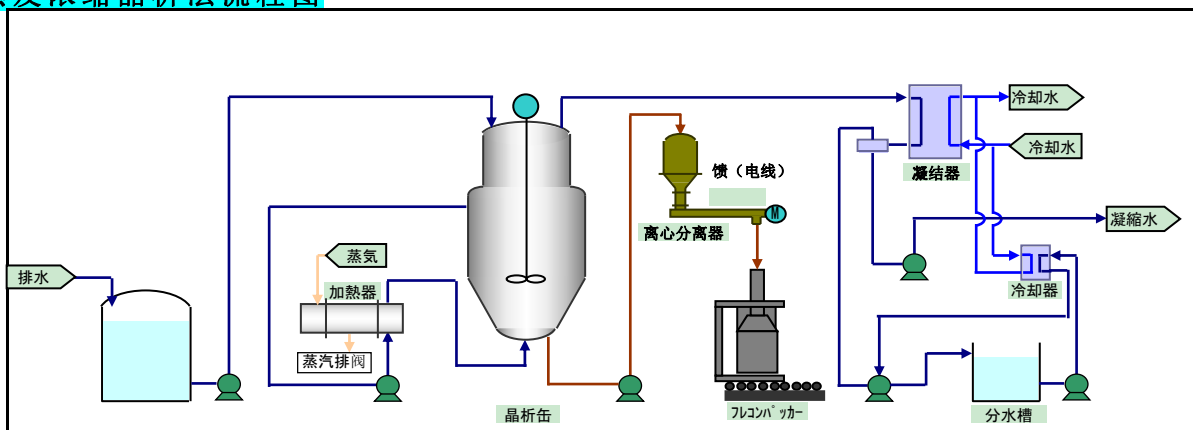 发浓缩晶析法流程图
冷却水
冷却水
馈（电线）
凝结器
M
离心分离器
凝縮水
蒸気
排水
加熱器
冷却器
蒸汽排阀
晶析缶
フレコンパッカー
分水槽